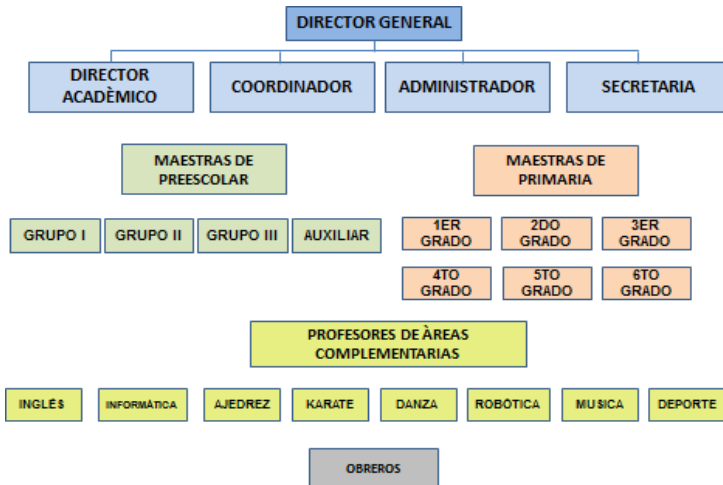 DIRECTOR GENERAL
DIRECTOR
ACADÈMICO
COORDINADOR
ADMINISTRADOR
SECRETARIA
MAESTRAS DE
PREESCOLAR
MAESTRAS DE
PRIMARIA
GRUPO I
GRUPO II
GRUPO III
AUXILIAR
1ER
GRADO
2DO
GRADO
3ER
GRADO
4TO
GRADO
5TO
GRADO
6TO
GRADO
PROFESORES DE ÀREAS
COMPLEMENTARIAS
INGLÉS
INFORMÁTICA
AJEDREZ
KARATE
DANZA
ROBÓTICA
MUSICA
DEPORTE
OBREROS